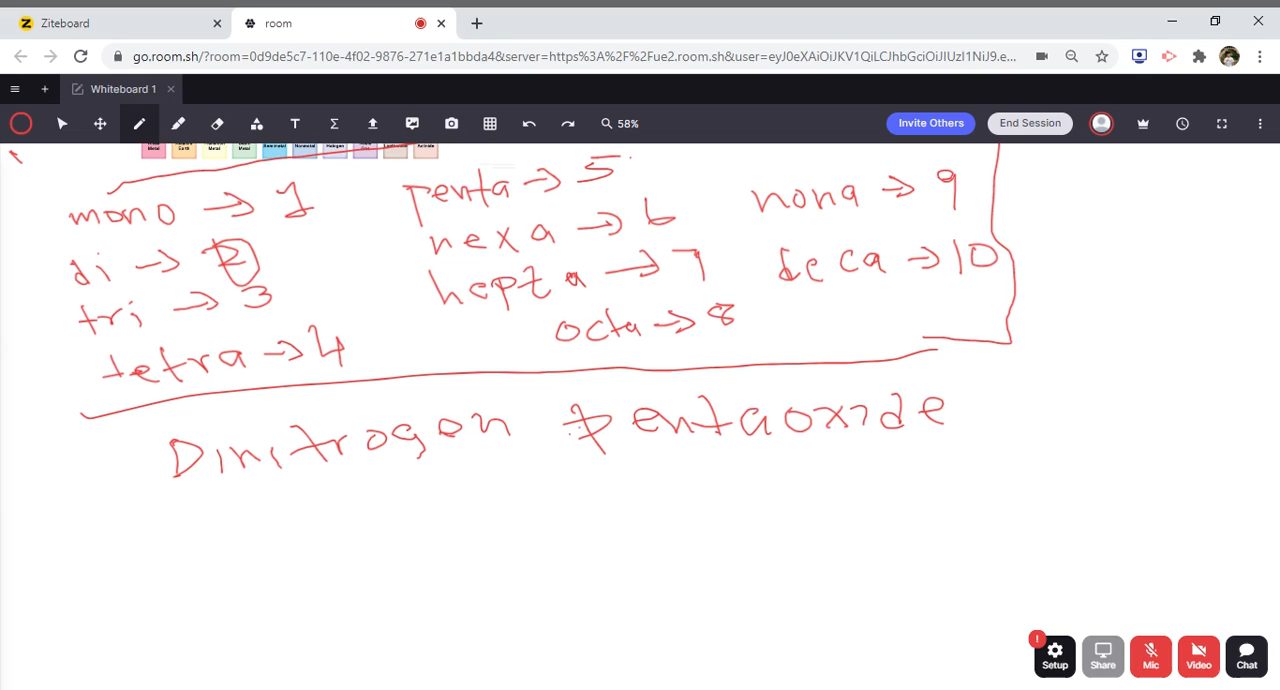 Ziteboard
room
go.room.sh/?room=0d9de5c7-110e-4f02-9876-271e1a1bbda4&server=https%3A%2F%2Fue2.room.sh&user=eyJ0eXAiOiJKV1QiLCJhbGciOiJIUzI1NiJ9.e...
Whiteboard 1
58%
Invite Others
End Session
mono → 1
di → 2
tri → 3
tetra → 4
penta → 5
hexa → 6
hepta → 7
octa → 8
nona → 9
deca → 10
Dinitrogen pentaoxide
Setup
Share
Mic
Video
Chat